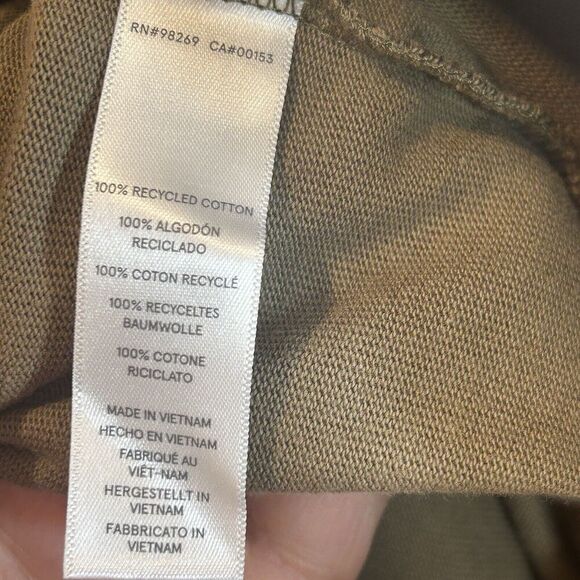 RN#98269 CA#00153
100% RECYCLED COTTON
100% ALGODÓN
RECICLADO
100% COTON RECYCLÉ
100% RECYCELTES
BAUMWOLLE
100% COTONE
RICICLATO
MADE IN VIETNAM
HECHO EN VIETNAM
FABRIQUÉ AU
VIÊT-NAM
HERGESTELLT IN
VIETNAM
FABBRICATO IN
VIETNAM